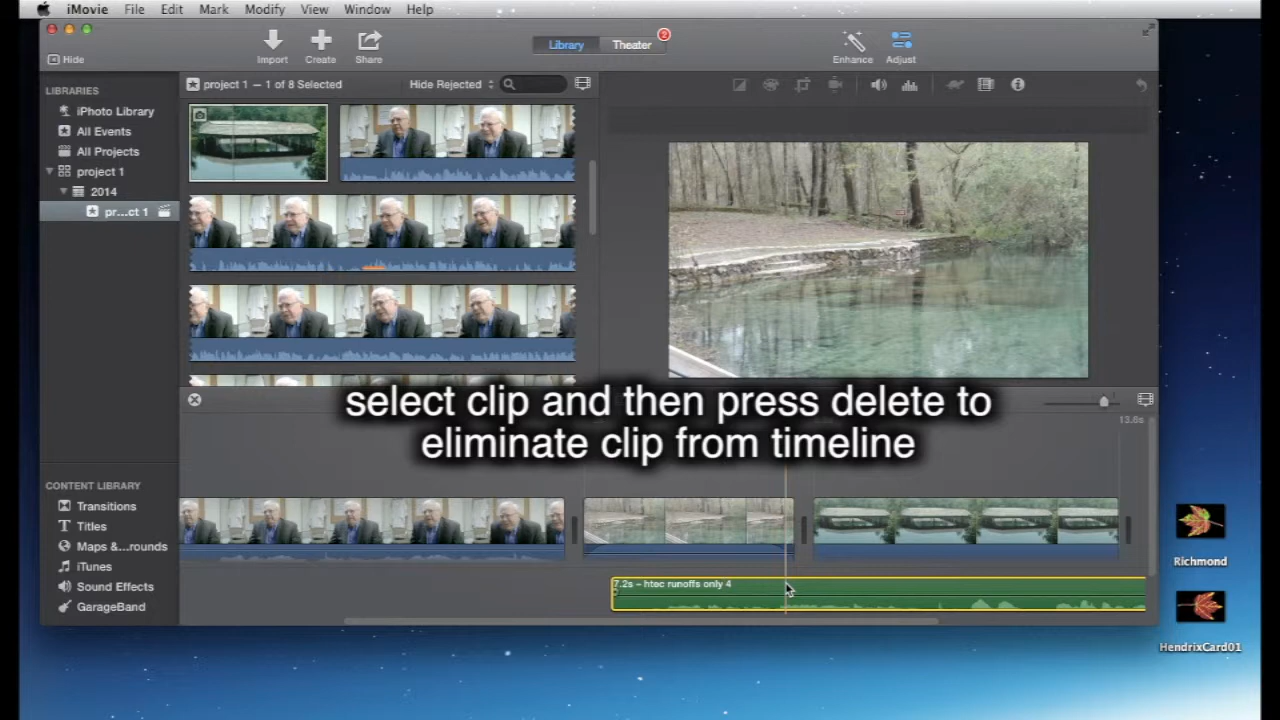 iMovie File Edit Mark Modify View Window Help
Hide
Import Create Share
Library Theater 2
Enhance Adjust
LIBRARIES
iPhoto Library
All Events
All Projects
project 1
2014
pr...ct 1
project 1 — 1 of 8 Selected
Hide Rejected
select clip and then press delete to
eliminate clip from timeline
13.6s
CONTENT LIBRARY
Transitions
Titles
Maps &...rounds
iTunes
Sound Effects
GarageBand
7.2s – htec runoffs only 4
Richmond
HendrixCard01